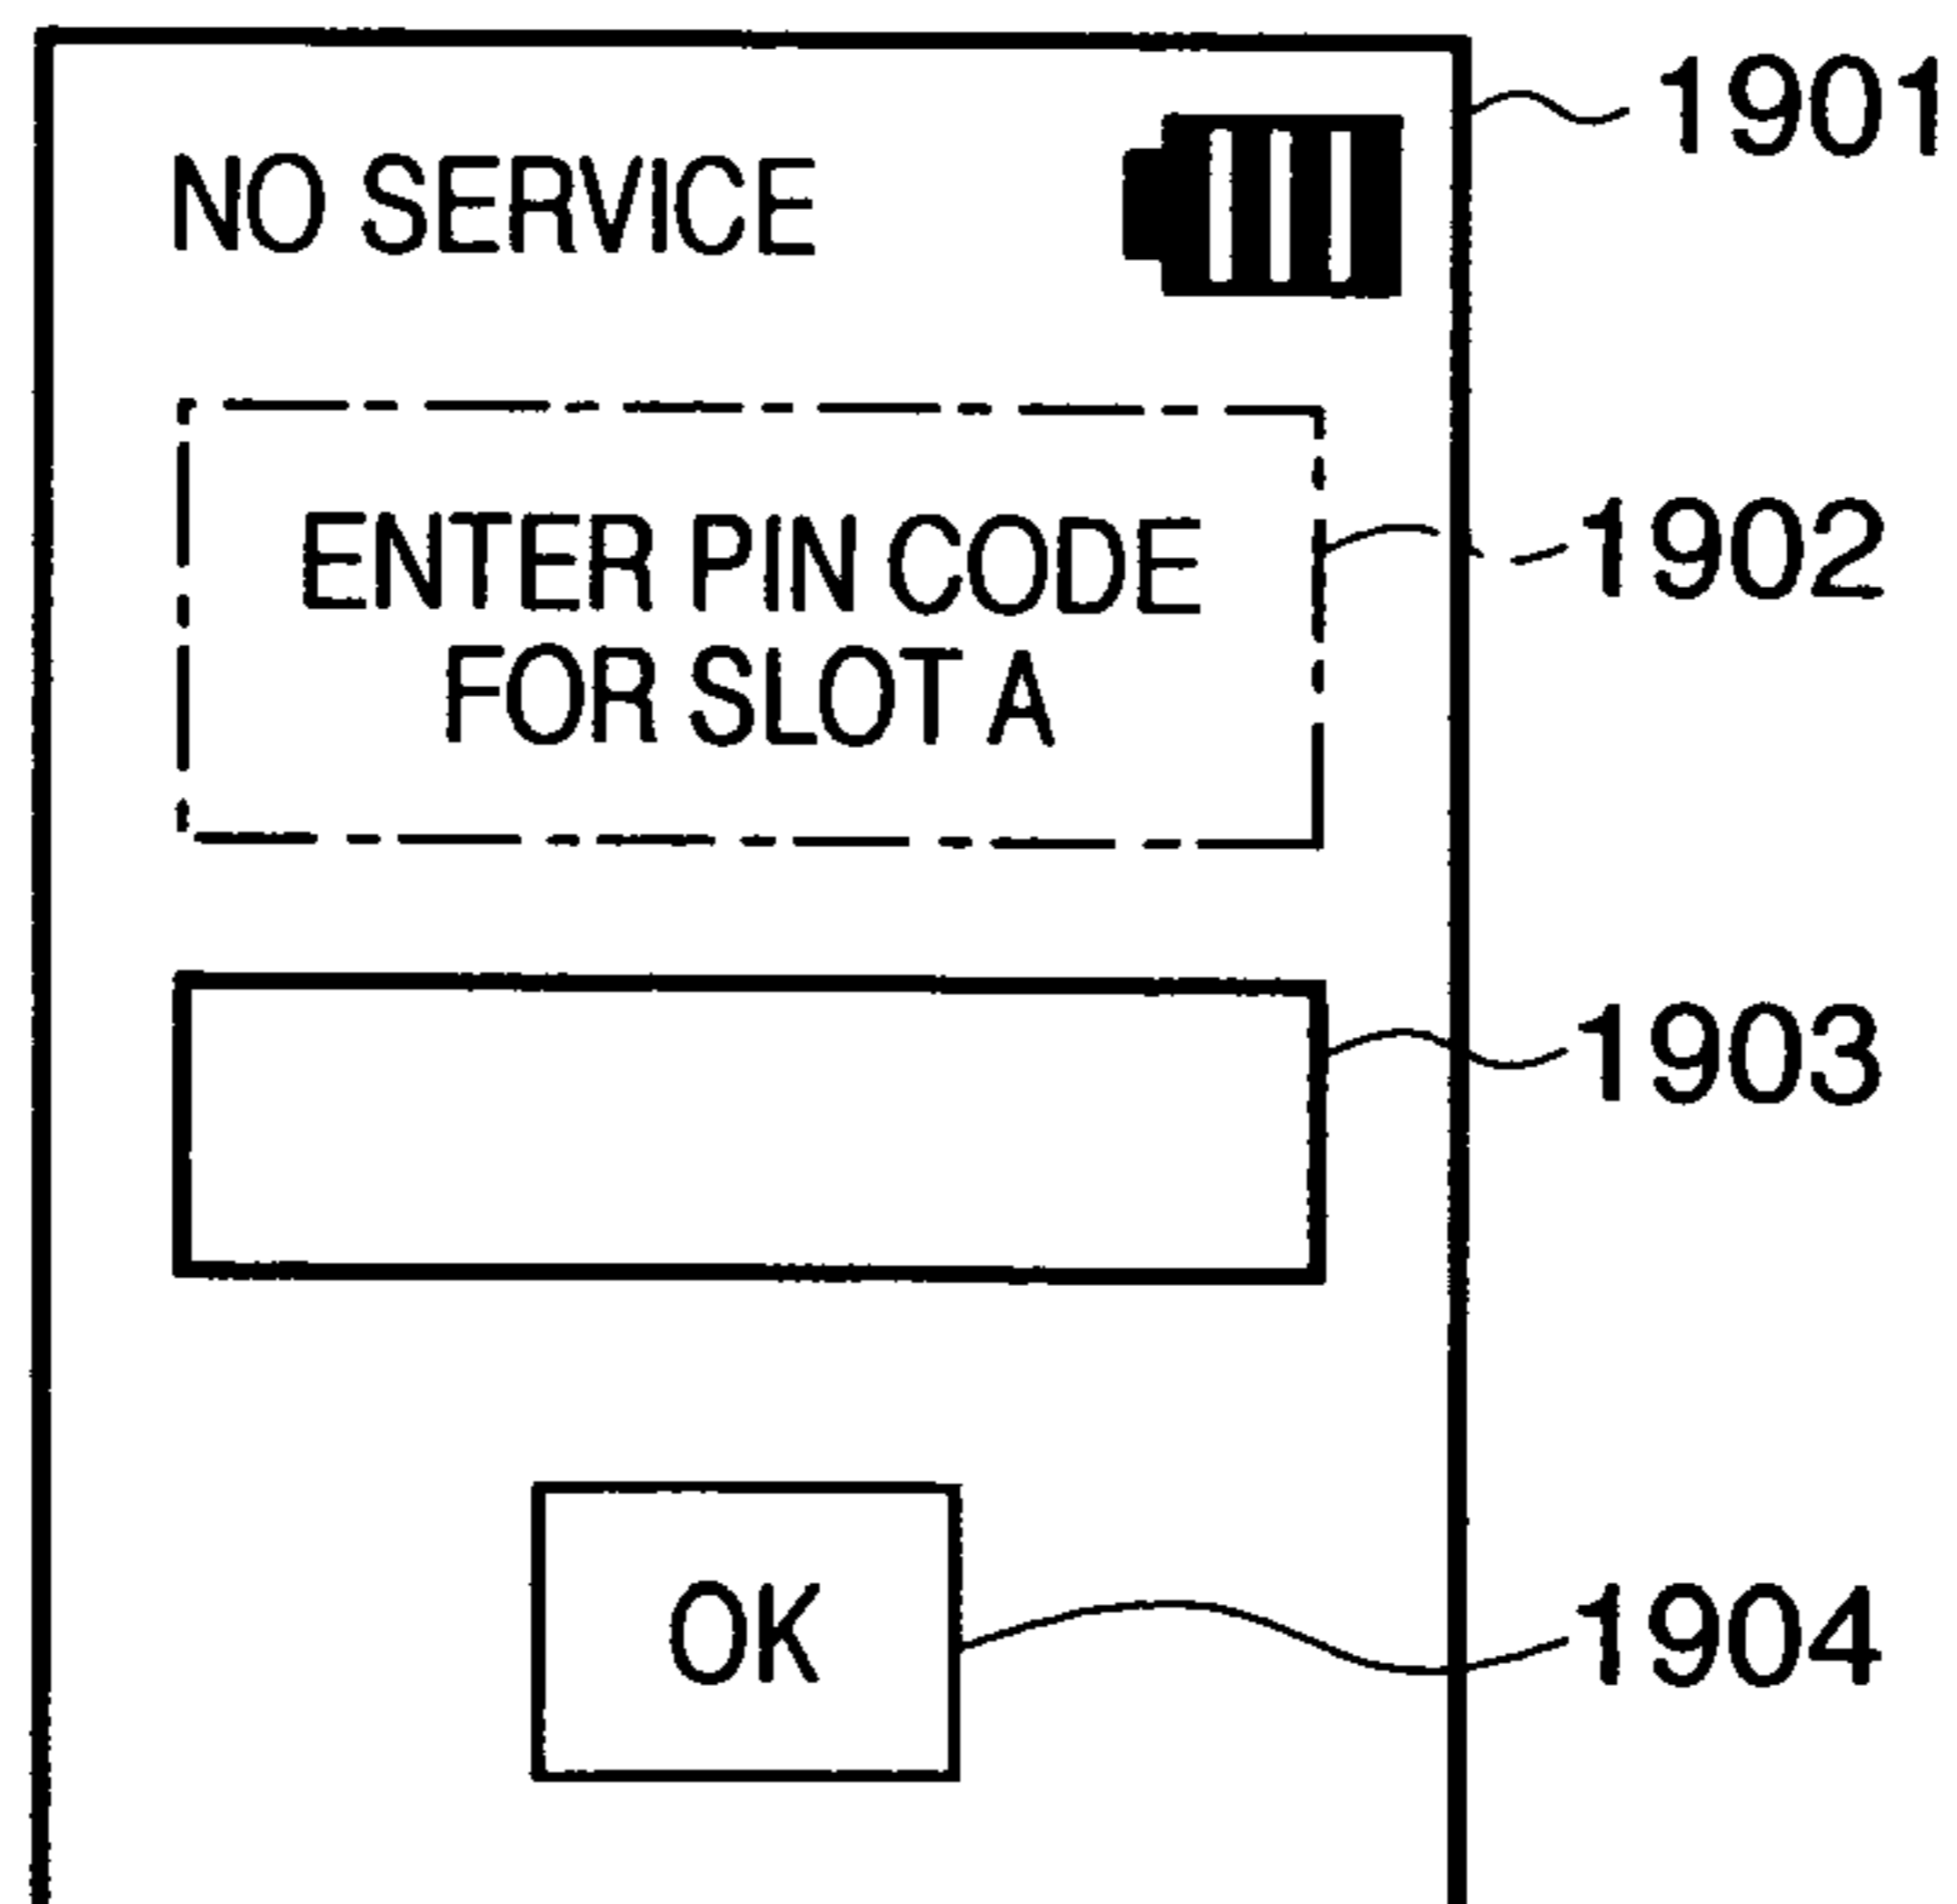 1901
NO SERVICE
ENTER PIN CODE
FOR SLOT A
1902
1903
OK
1904